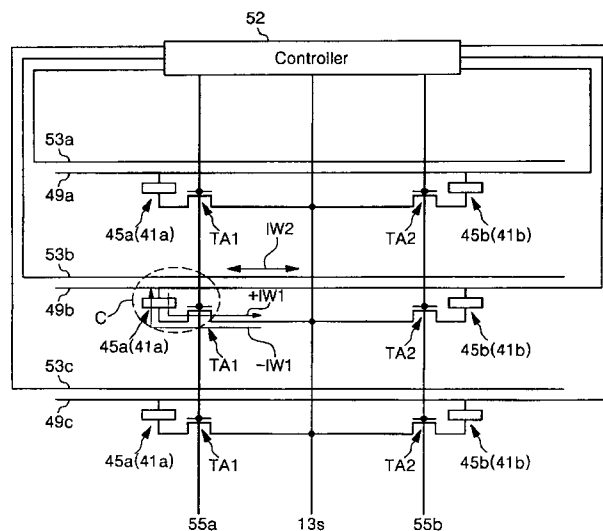 52
Controller
53a
49a
45a(41a)
TA1
TA2
45b(41b)
IW2
53b
49b
C
+IW1
45a(41a)
TA1
-IW1
TA2
45b(41b)
53c
49c
45a(41a)
TA1
TA2
45b(41b)
55a
13s
55b